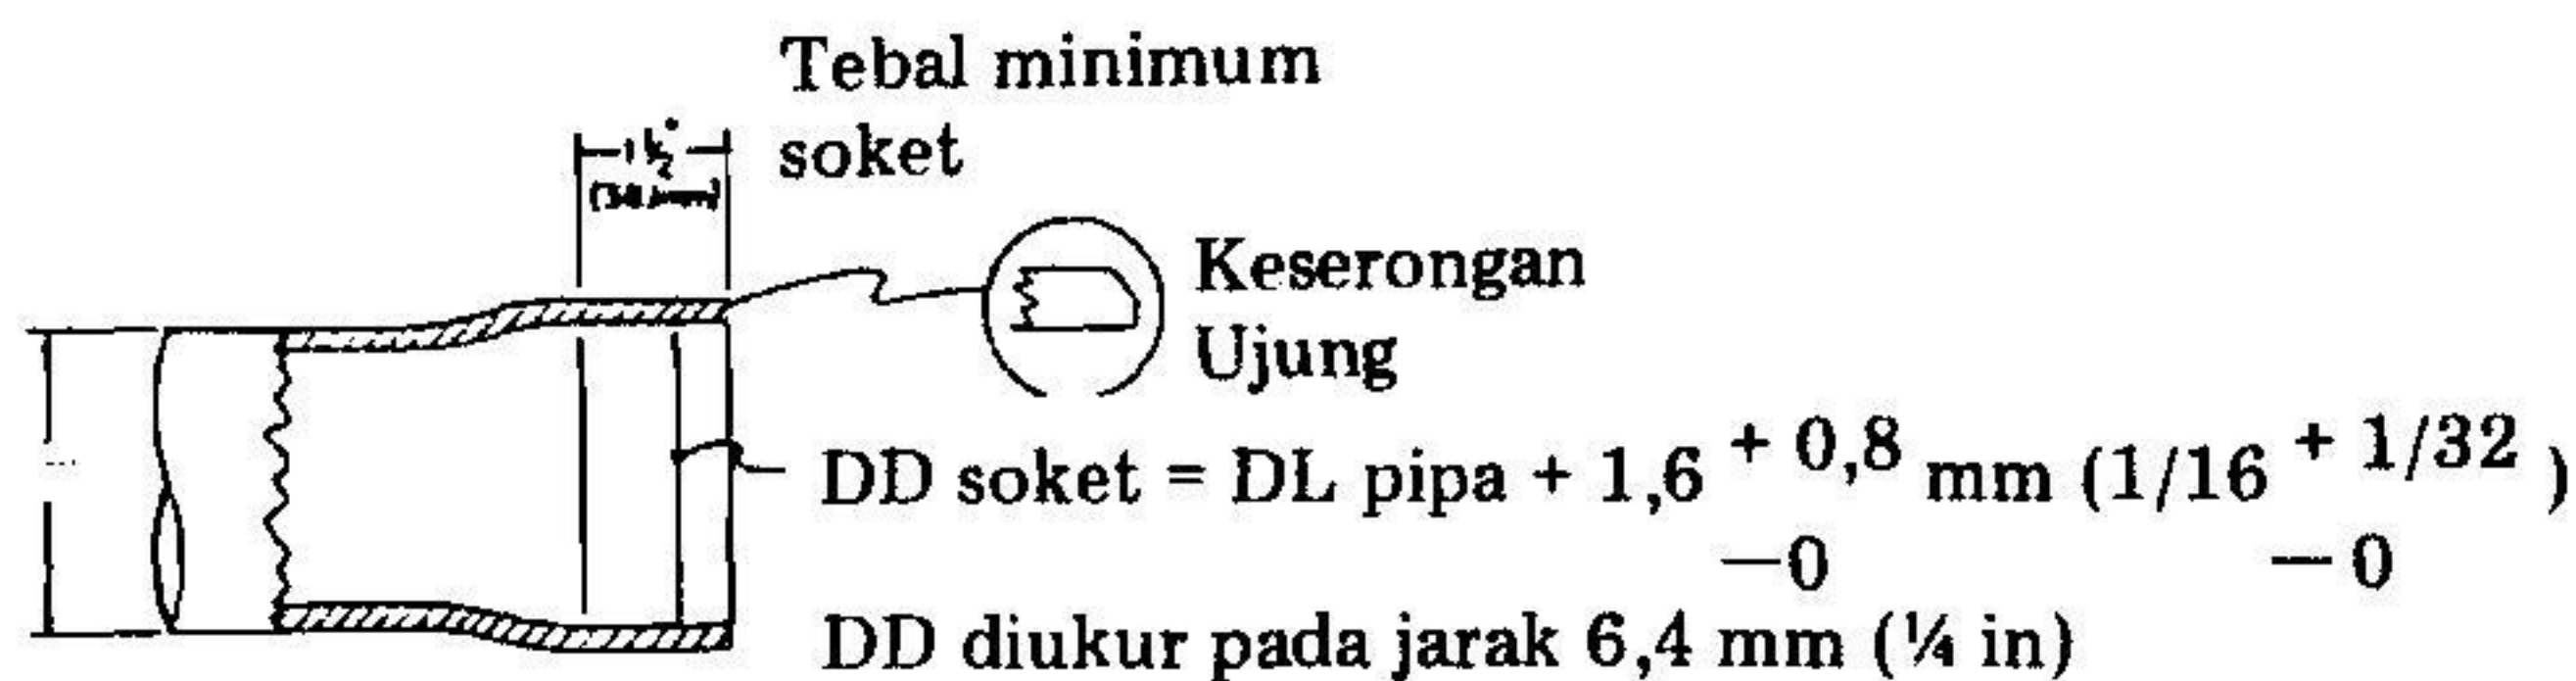 Tebal minimum
soket
1½"
Keserongan
Ujung
DD soket = DL pipa + 1,6 + 0,8 mm (1/16 + 1/32 )
—0 — 0
DD diukur pada jarak 6,4 mm (¼ in)